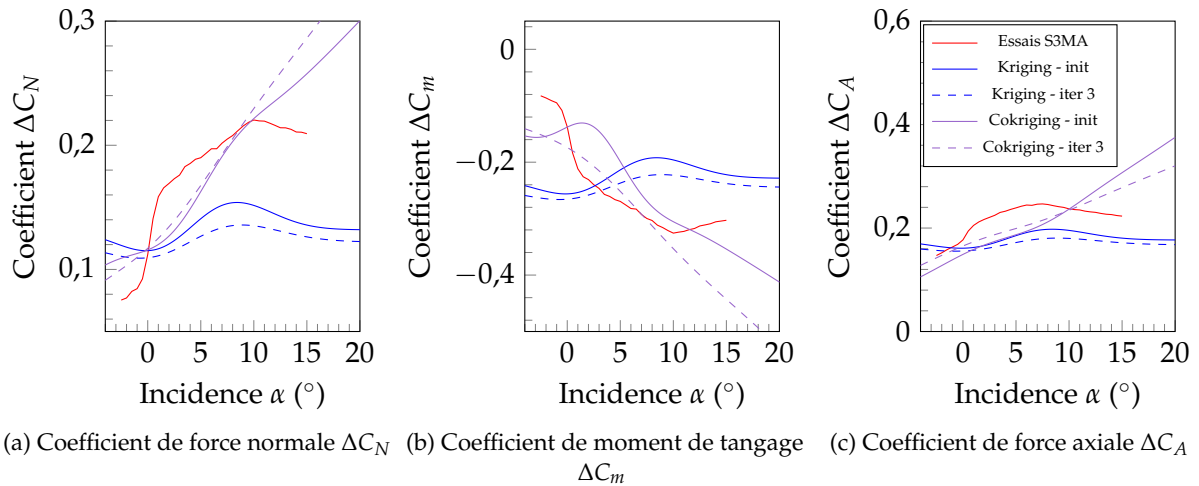 0,3
0,2
0,1
0 5 10 15 20
Coefficient ΔC_N
Incidence α (°)
(a) Coefficient de force normale ΔC_N
0
−0,2
−0,4
0 5 10 15 20
Coefficient ΔC_m
Incidence α (°)
(b) Coefficient de moment de tangage
ΔC_m
0,6
0,4
0,2
0
0 5 10 15 20
Coefficient ΔC_A
Incidence α (°)
Essais S3MA
Kriging - init
Kriging - iter 3
Cokriging - init
Cokriging - iter 3
(c) Coefficient de force axiale ΔC_A